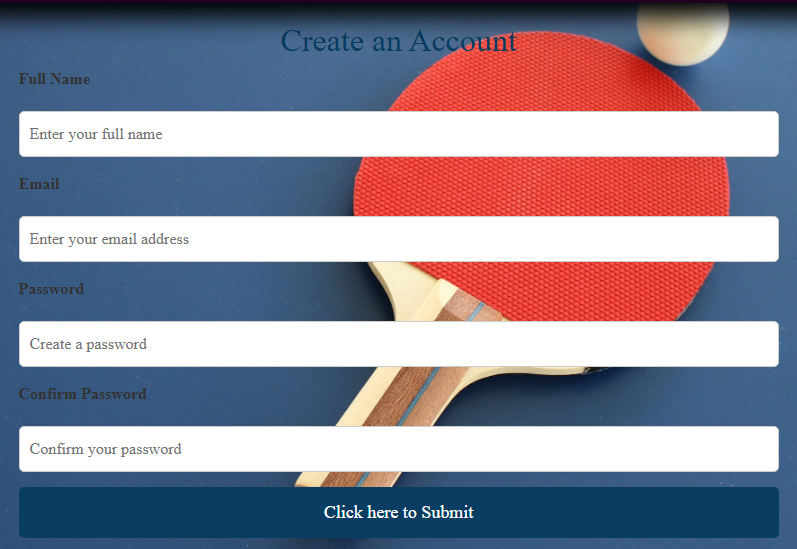 Create an Account
Full Name
Enter your full name
Email
Enter your email address
Password
Create a password
Confirm Password
Confirm your password
Click here to Submit